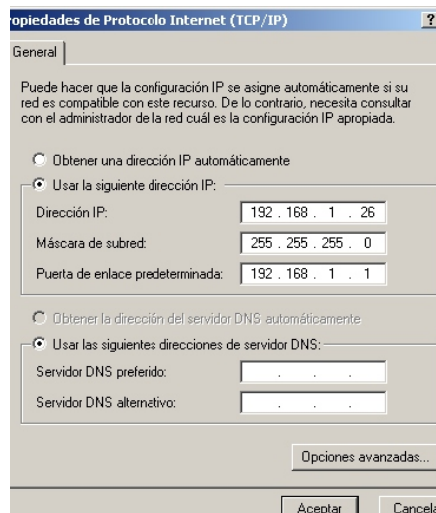 opiedades de Protocolo Internet (TCP/IP)
?
General
Puede hacer que la configuración IP se asigne automáticamente si su
red es compatible con este recurso. De lo contrario, necesita consultar
con el administrador de la red cuál es la configuración IP apropiada.
Obtener una dirección IP automáticamente
Usar la siguiente dirección IP:
Dirección IP: 192 . 168 . 1 . 26
Máscara de subred: 255 . 255 . 255 . 0
Puerta de enlace predeterminada: 192 . 168 . 1 . 1
Obtener la dirección del servidor DNS automáticamente
Usar las siguientes direcciones de servidor DNS:
Servidor DNS preferido: . . .
Servidor DNS alternativo: . . .
Opciones avanzadas...
Aceptar Cancela